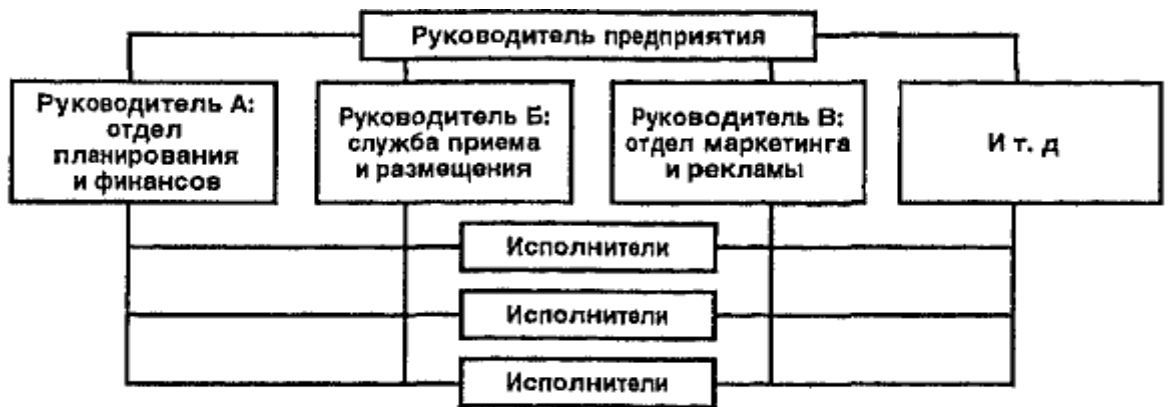 Руководитель предприятия
Руководитель А:
отдел
планирования
и финансов
Руководитель Б:
служба приема
и размещения
Руководитель В:
отдел маркетинга
и рекламы
И т. д
Исполнители
Исполнители
Исполнители